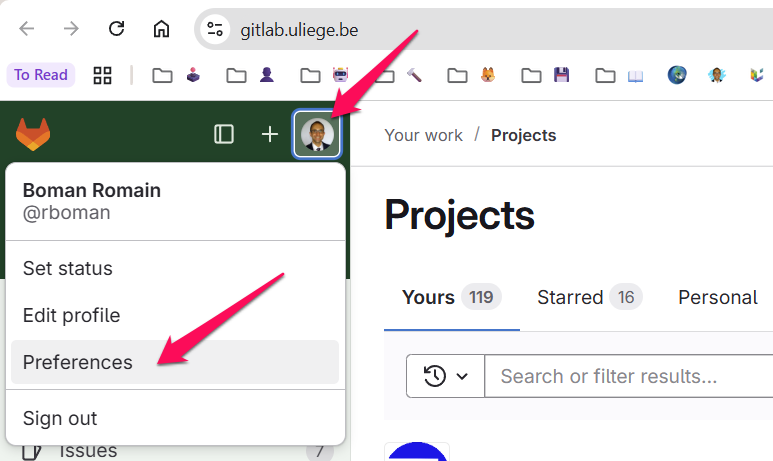 gitlab.uliege.be
To Read
Your work / Projects
Boman Romain
@rboman
Set status
Edit profile
Preferences
Sign out
Issues 7
Projects
Yours 119 Starred 16 Personal
Search or filter results...